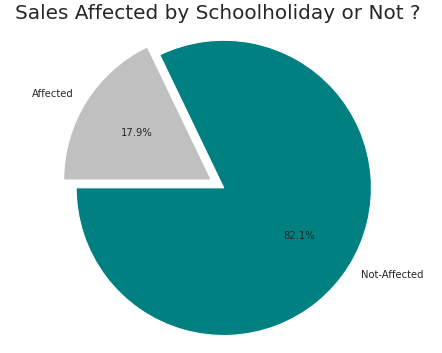 Sales Affected by Schoolholiday or Not ?
Affected
17.9%
82.1%
Not-Affected